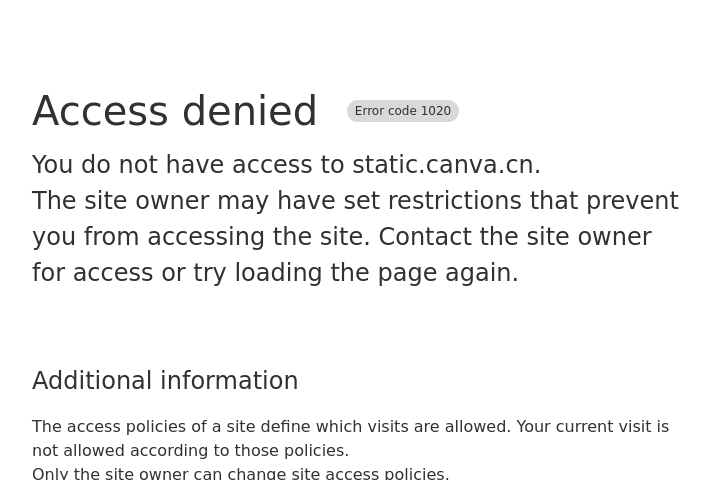 Access denied Error code 1020
You do not have access to static.canva.cn.
The site owner may have set restrictions that prevent
you from accessing the site. Contact the site owner
for access or try loading the page again.
Additional information
The access policies of a site define which visits are allowed. Your current visit is
not allowed according to those policies.
Only the site owner can change site access policies.